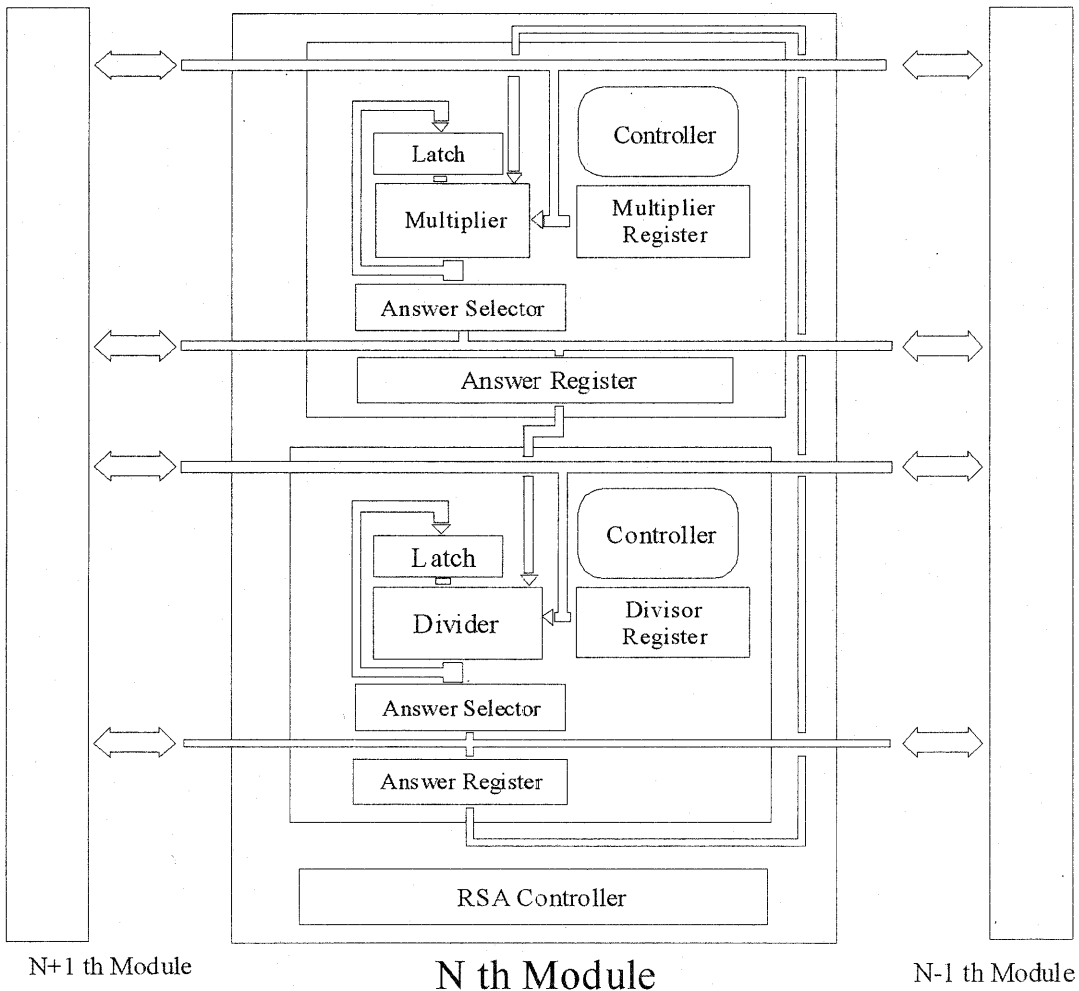 Controller
Latch
Multiplier
Multiplier
Register
Answer Selector
Answer Register
Controller
Latch
Divider
Divisor
Register
Answer Selector
Answer Register
RSA Controller
N+1 th Module
N th Module
N-1 th Module